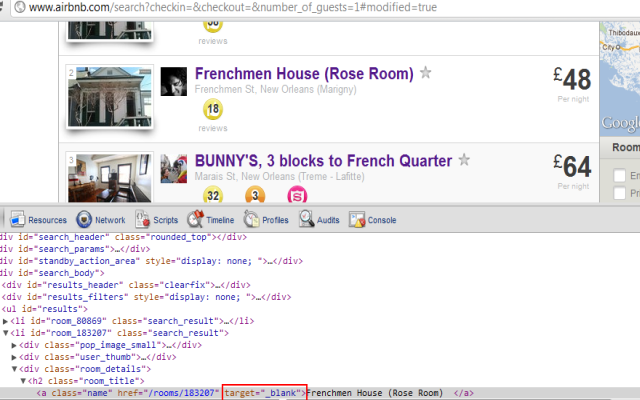 www.airbnb.com/search?checkin=&checkout=&number_of_guests=1#modified=true
reviews
2
Frenchmen House (Rose Room)
£48
Frenchmen St, New Orleans (Marigny)
Per night
18
reviews
3
BUNNY'S, 3 blocks to French Quarter
£64
Marais St, New Orleans (Treme - Lafitte)
Per night
32
3
Thibodaux
City
Google
Room
Resources Network Scripts Timeline Profiles Audits Console
div id="search_header" class="rounded_top"></div>
div id="search_params">…</div>
div id="standby_action_area" style="display: none; ">…</div>
div id="search_body">
<div id="results_header" class="clearfix">…</div>
<div id="results_filters" style="display: none; ">…</div>
<ul id="results">
▶<li id="room_80869" class="search_result">…</li>
▼<li id="room_183207" class="search_result">
▶<div class="pop_image_small">…</div>
▶<div class="user_thumb">…</div>
▼<div class="room_details">
▼<h2 class="room_title">
<a class="name" href="/rooms/183207" target="_blank">Frenchmen House (Rose Room) </a>